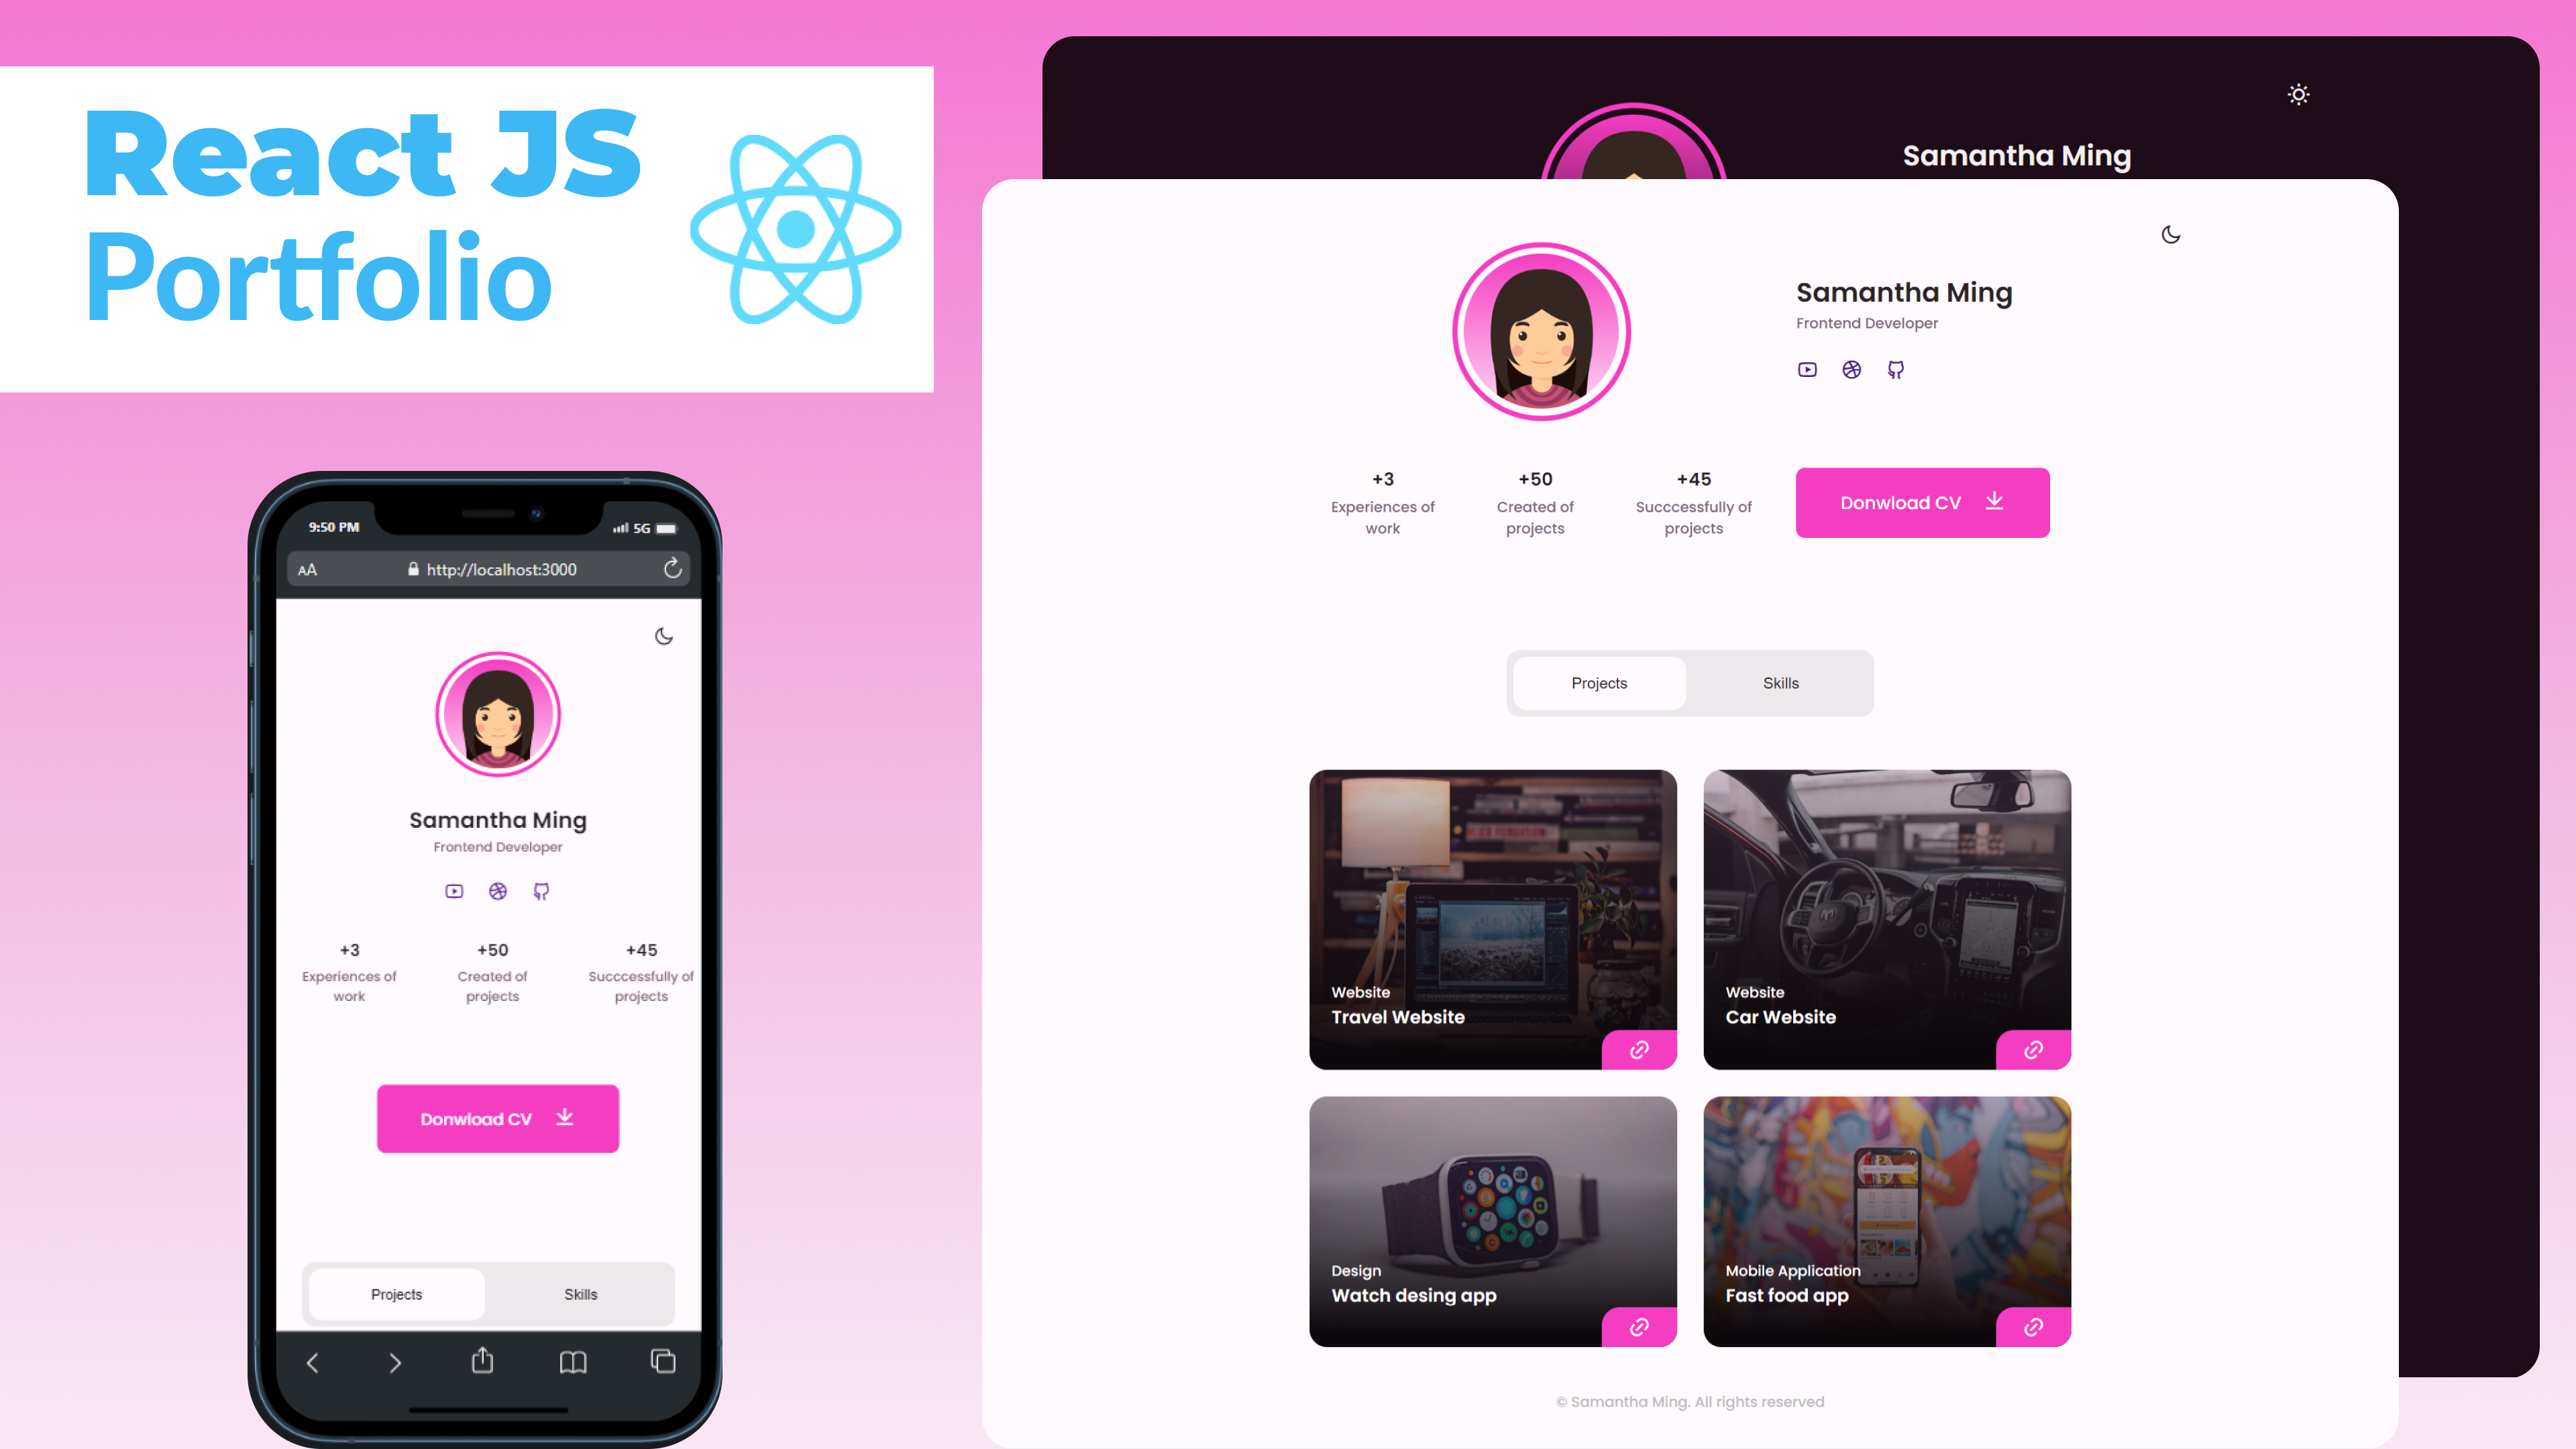 React JS
Portfolio
9:50 PM
5G
AA
http://localhost:3000
Samantha Ming
Frontend Developer
+3
Experiences of
work
+50
Created of
projects
+45
Succcessfully of
projects
Donwload CV
Projects
Skills
Samantha Ming
Samantha Ming
Frontend Developer
+3
Experiences of
work
+50
Created of
projects
+45
Succcessfully of
projects
Donwload CV
Projects
Skills
Website
Travel Website
Website
Car Website
Design
Watch desing app
Mobile Application
Fast food app
© Samantha Ming. All rights reserved